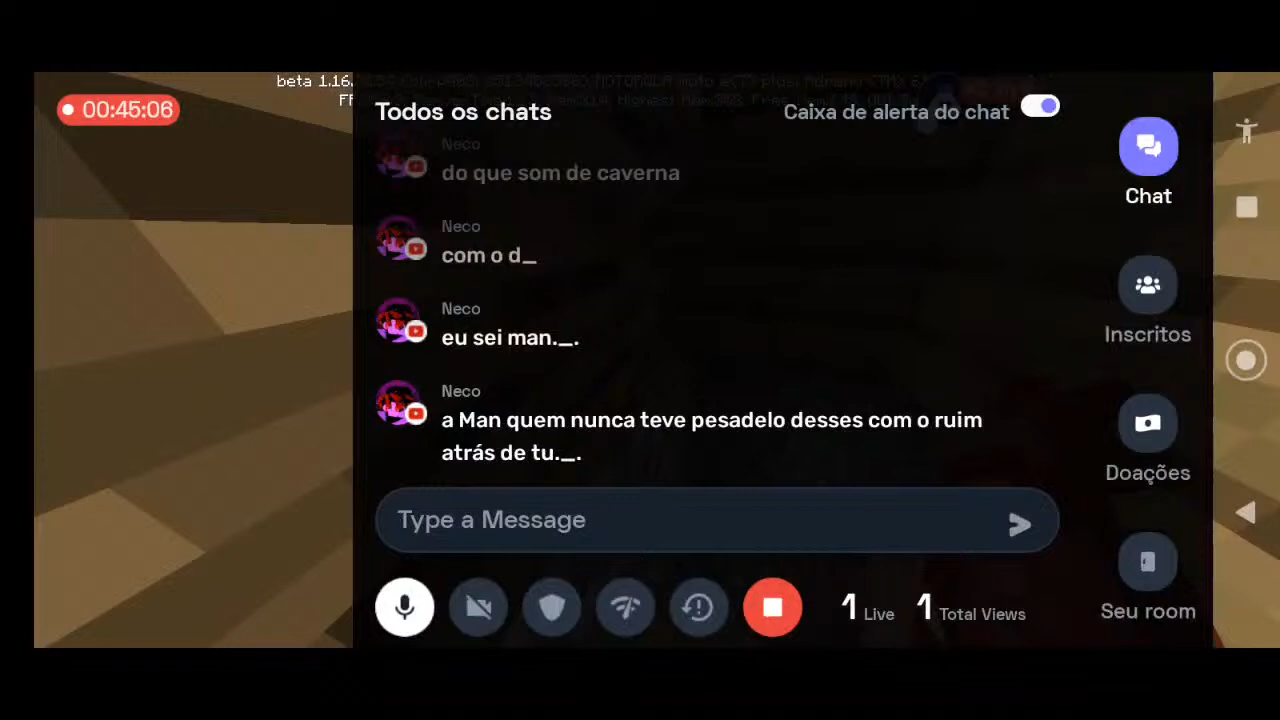 beta 1.16.
FF
00:45:06
Todos os chats
Caixa de alerta do chat
Neco
do que som de caverna
Neco
com o d_
Neco
eu sei man._.
Neco
a Man quem nunca teve pesadelo desses com o ruim
atrás de tu._.
Type a Message
1 Live 1 Total Views
Chat
Inscritos
Doações
Seu room